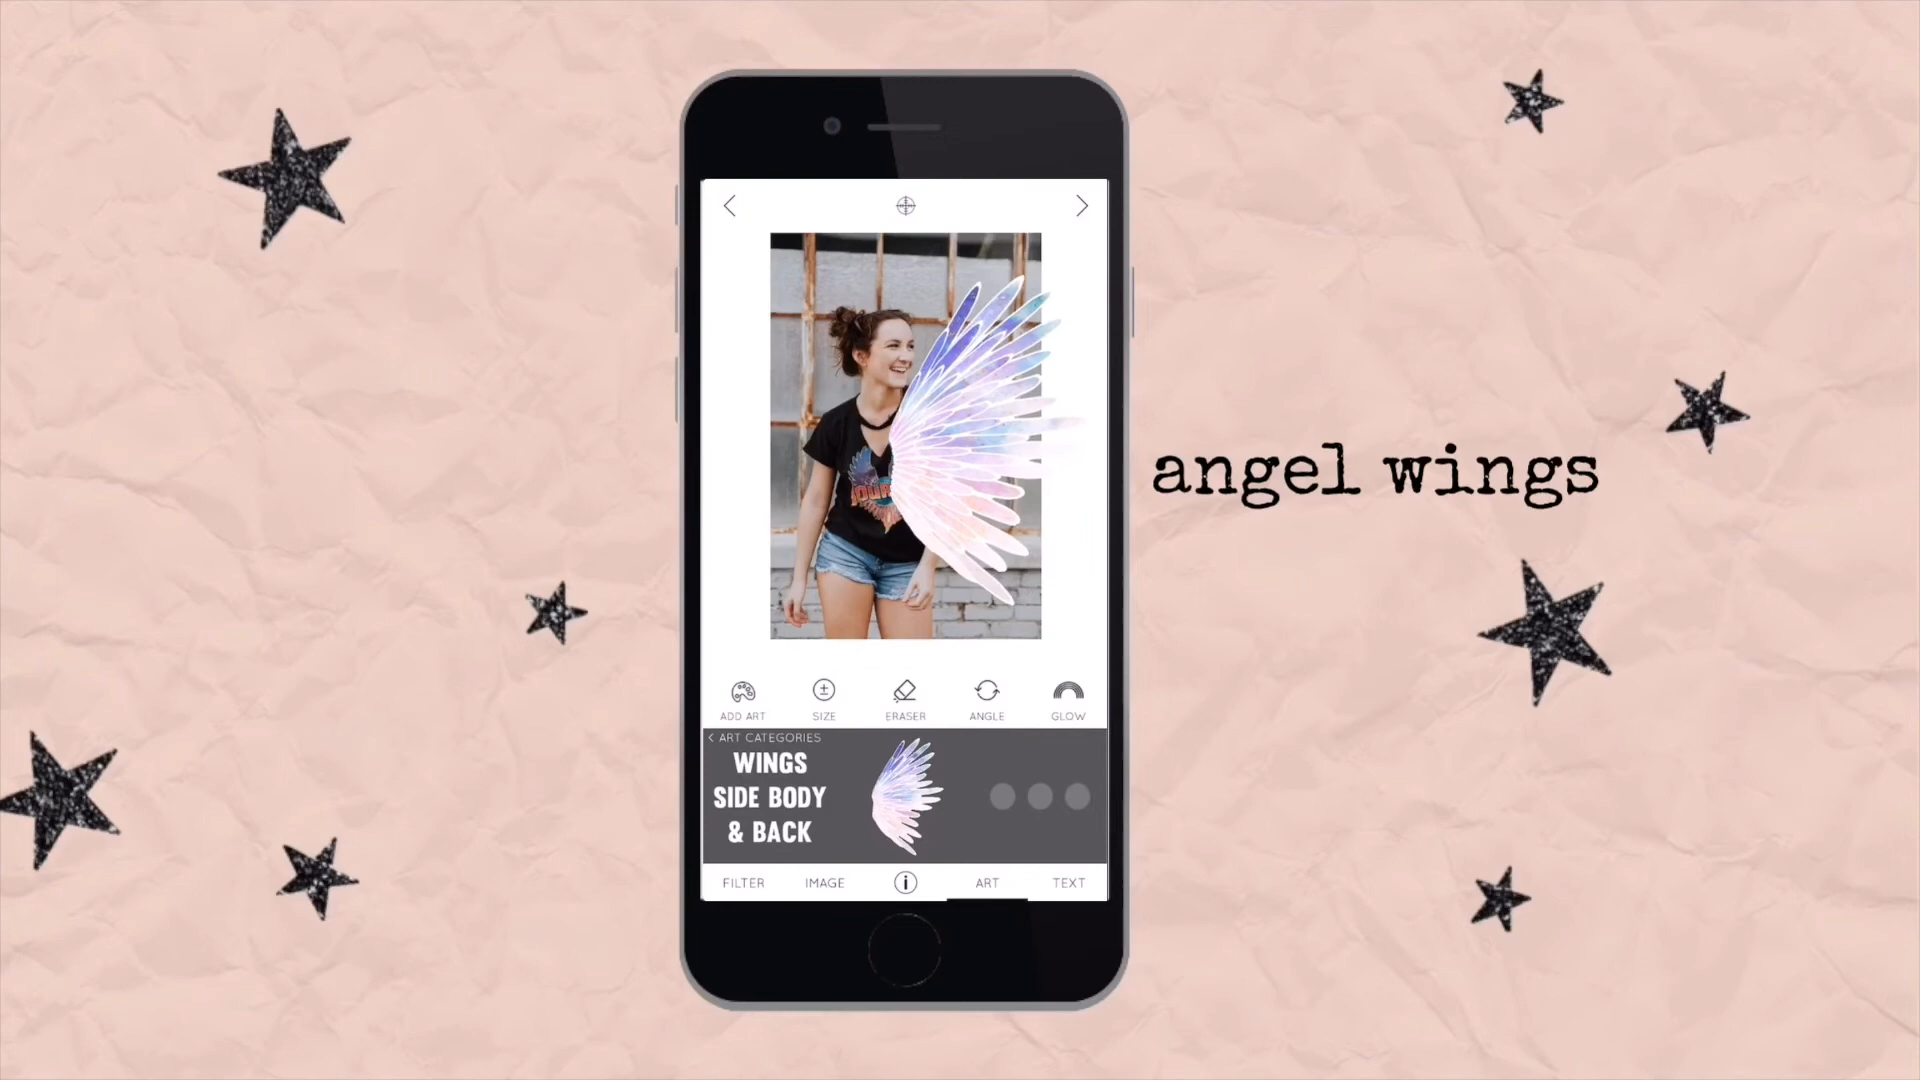 angel wings
ADD ART
SIZE
ERASER
ANGLE
GLOW
< ART CATEGORIES
WINGS
SIDE BODY
& BACK
FILTER
IMAGE
i
ART
TEXT